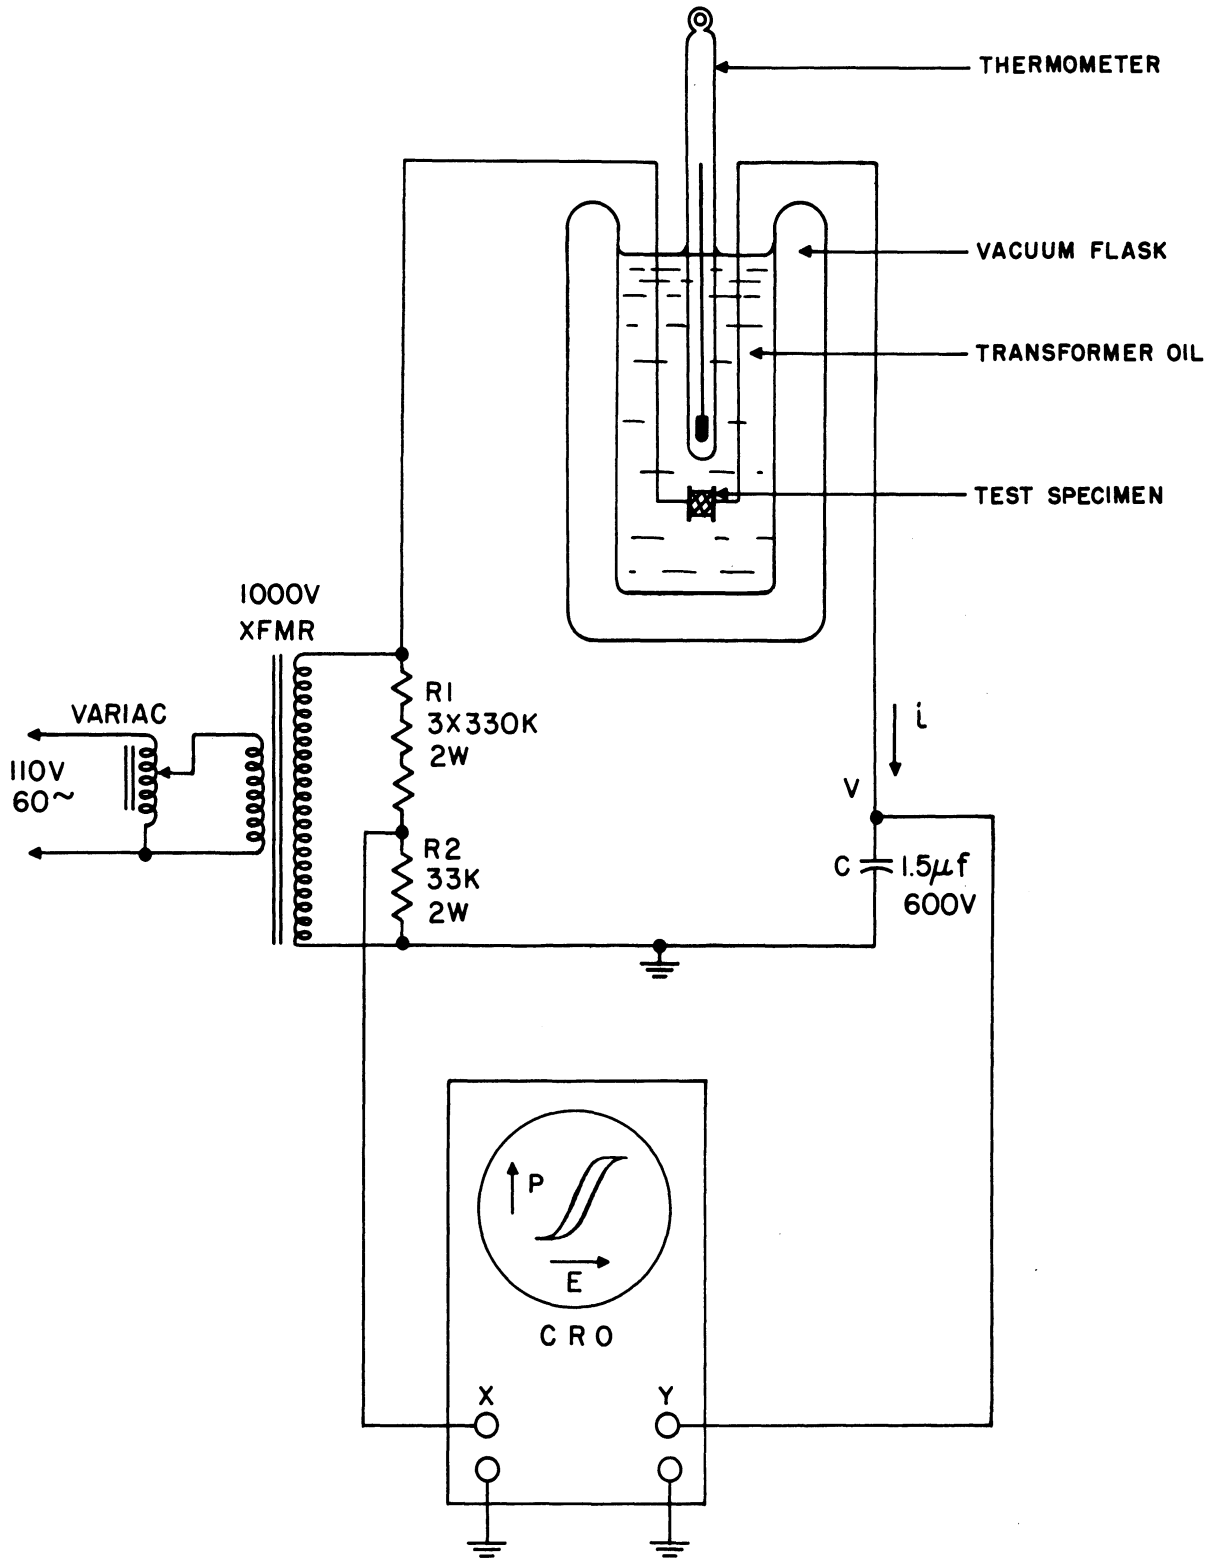 THERMOMETER
VACUUM FLASK
TRANSFORMER OIL
TEST SPECIMEN
1000V
XFMR
VARIAC
110V
60~
R1
3X330K
2W
R2
33K
2W
i
V
C 1.5μf
600V
P
E
CRO
X Y